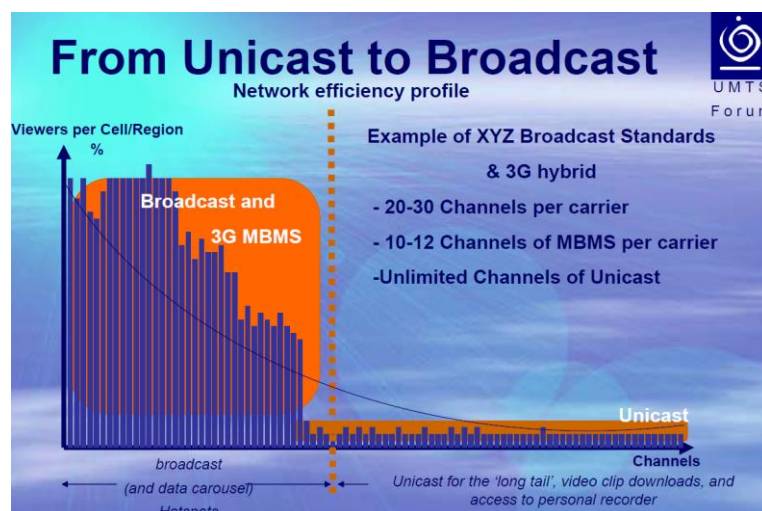 From Unicast to Broadcast
Network efficiency profile
UMTS
Forum
Viewers per Cell/Region
%
Example of XYZ Broadcast Standards
& 3G hybrid
- 20-30 Channels per carrier
- 10-12 Channels of MBMS per carrier
-Unlimited Channels of Unicast
Broadcast and
3G MBMS
Unicast
Channels
broadcast
(and data carousel)
Hotspots
Unicast for the 'long tail', video clip downloads, and
access to personal recorder